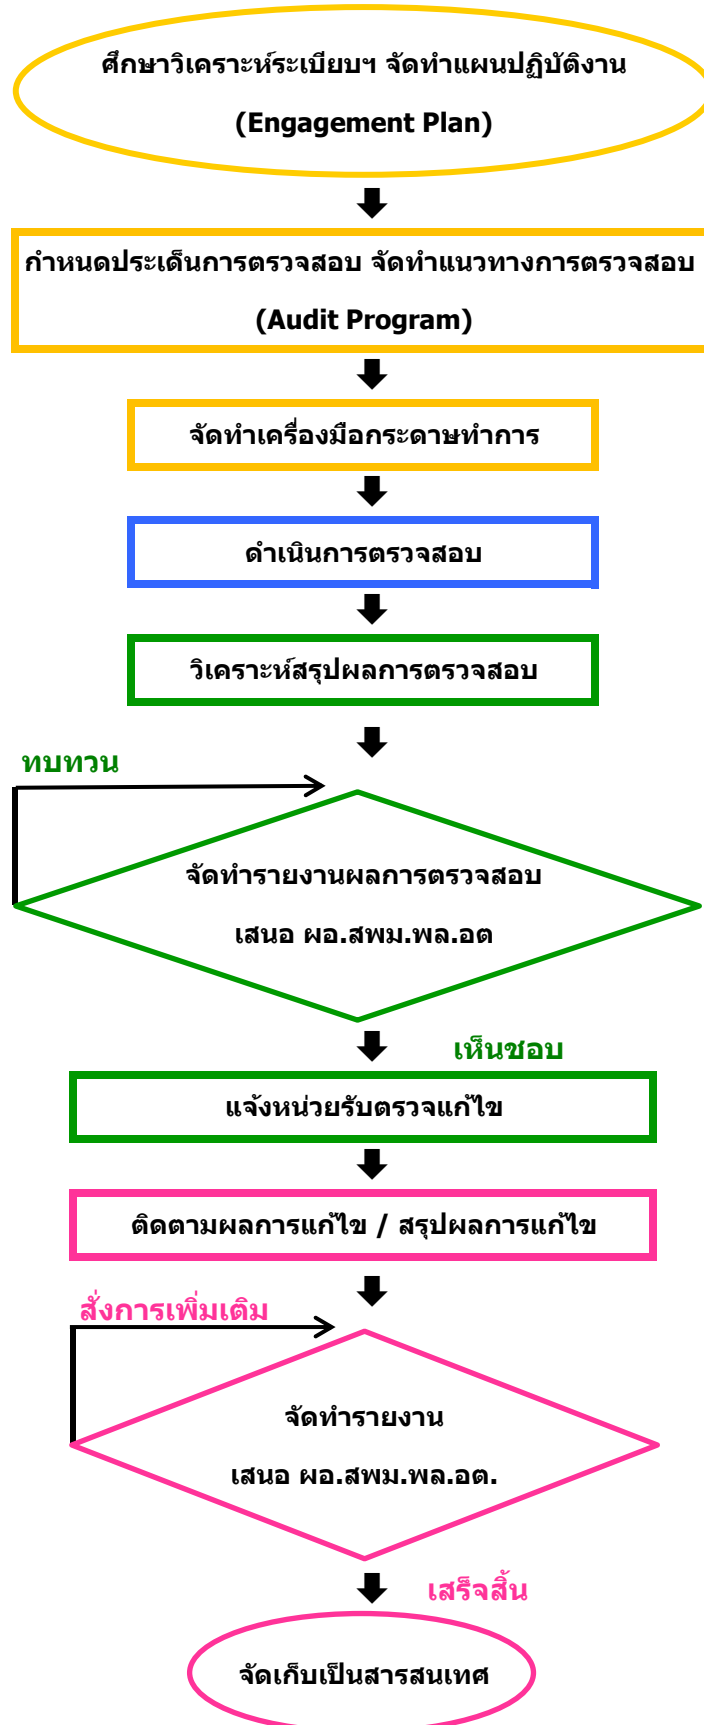 ศึกษาวิเคราะห์ระเบียบฯ จัดทำแผนปฏิบัติงาน
(Engagement Plan)
กำหนดประเด็นการตรวจสอบ จัดทำแนวทางการตรวจสอบ
(Audit Program)
จัดทำเครื่องมือกระดาษทำการ
ดำเนินการตรวจสอบ
วิเคราะห์สรุปผลการตรวจสอบ
ทบทวน
จัดทำรายงานผลการตรวจสอบ
เสนอ ผอ.สพม.พล.อต
เห็นชอบ
แจ้งหน่วยรับตรวจแก้ไข
ติดตามผลการแก้ไข / สรุปผลการแก้ไข
สั่งการเพิ่มเติม
จัดทำรายงาน
เสนอ ผอ.สพม.พล.อต.
เสร็จสิ้น
จัดเก็บเป็นสารสนเทศ